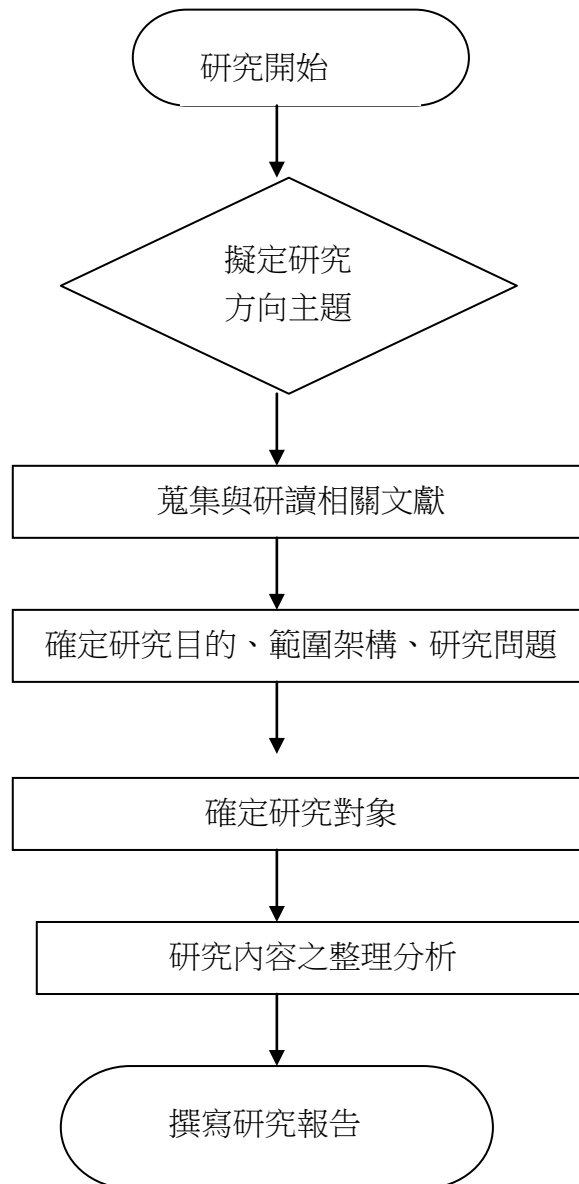 研究開始
擬定研究
方向主題
蒐集與研讀相關文獻
確定研究目的、範圍架構、研究問題
確定研究對象
研究內容之整理分析
撰寫研究報告